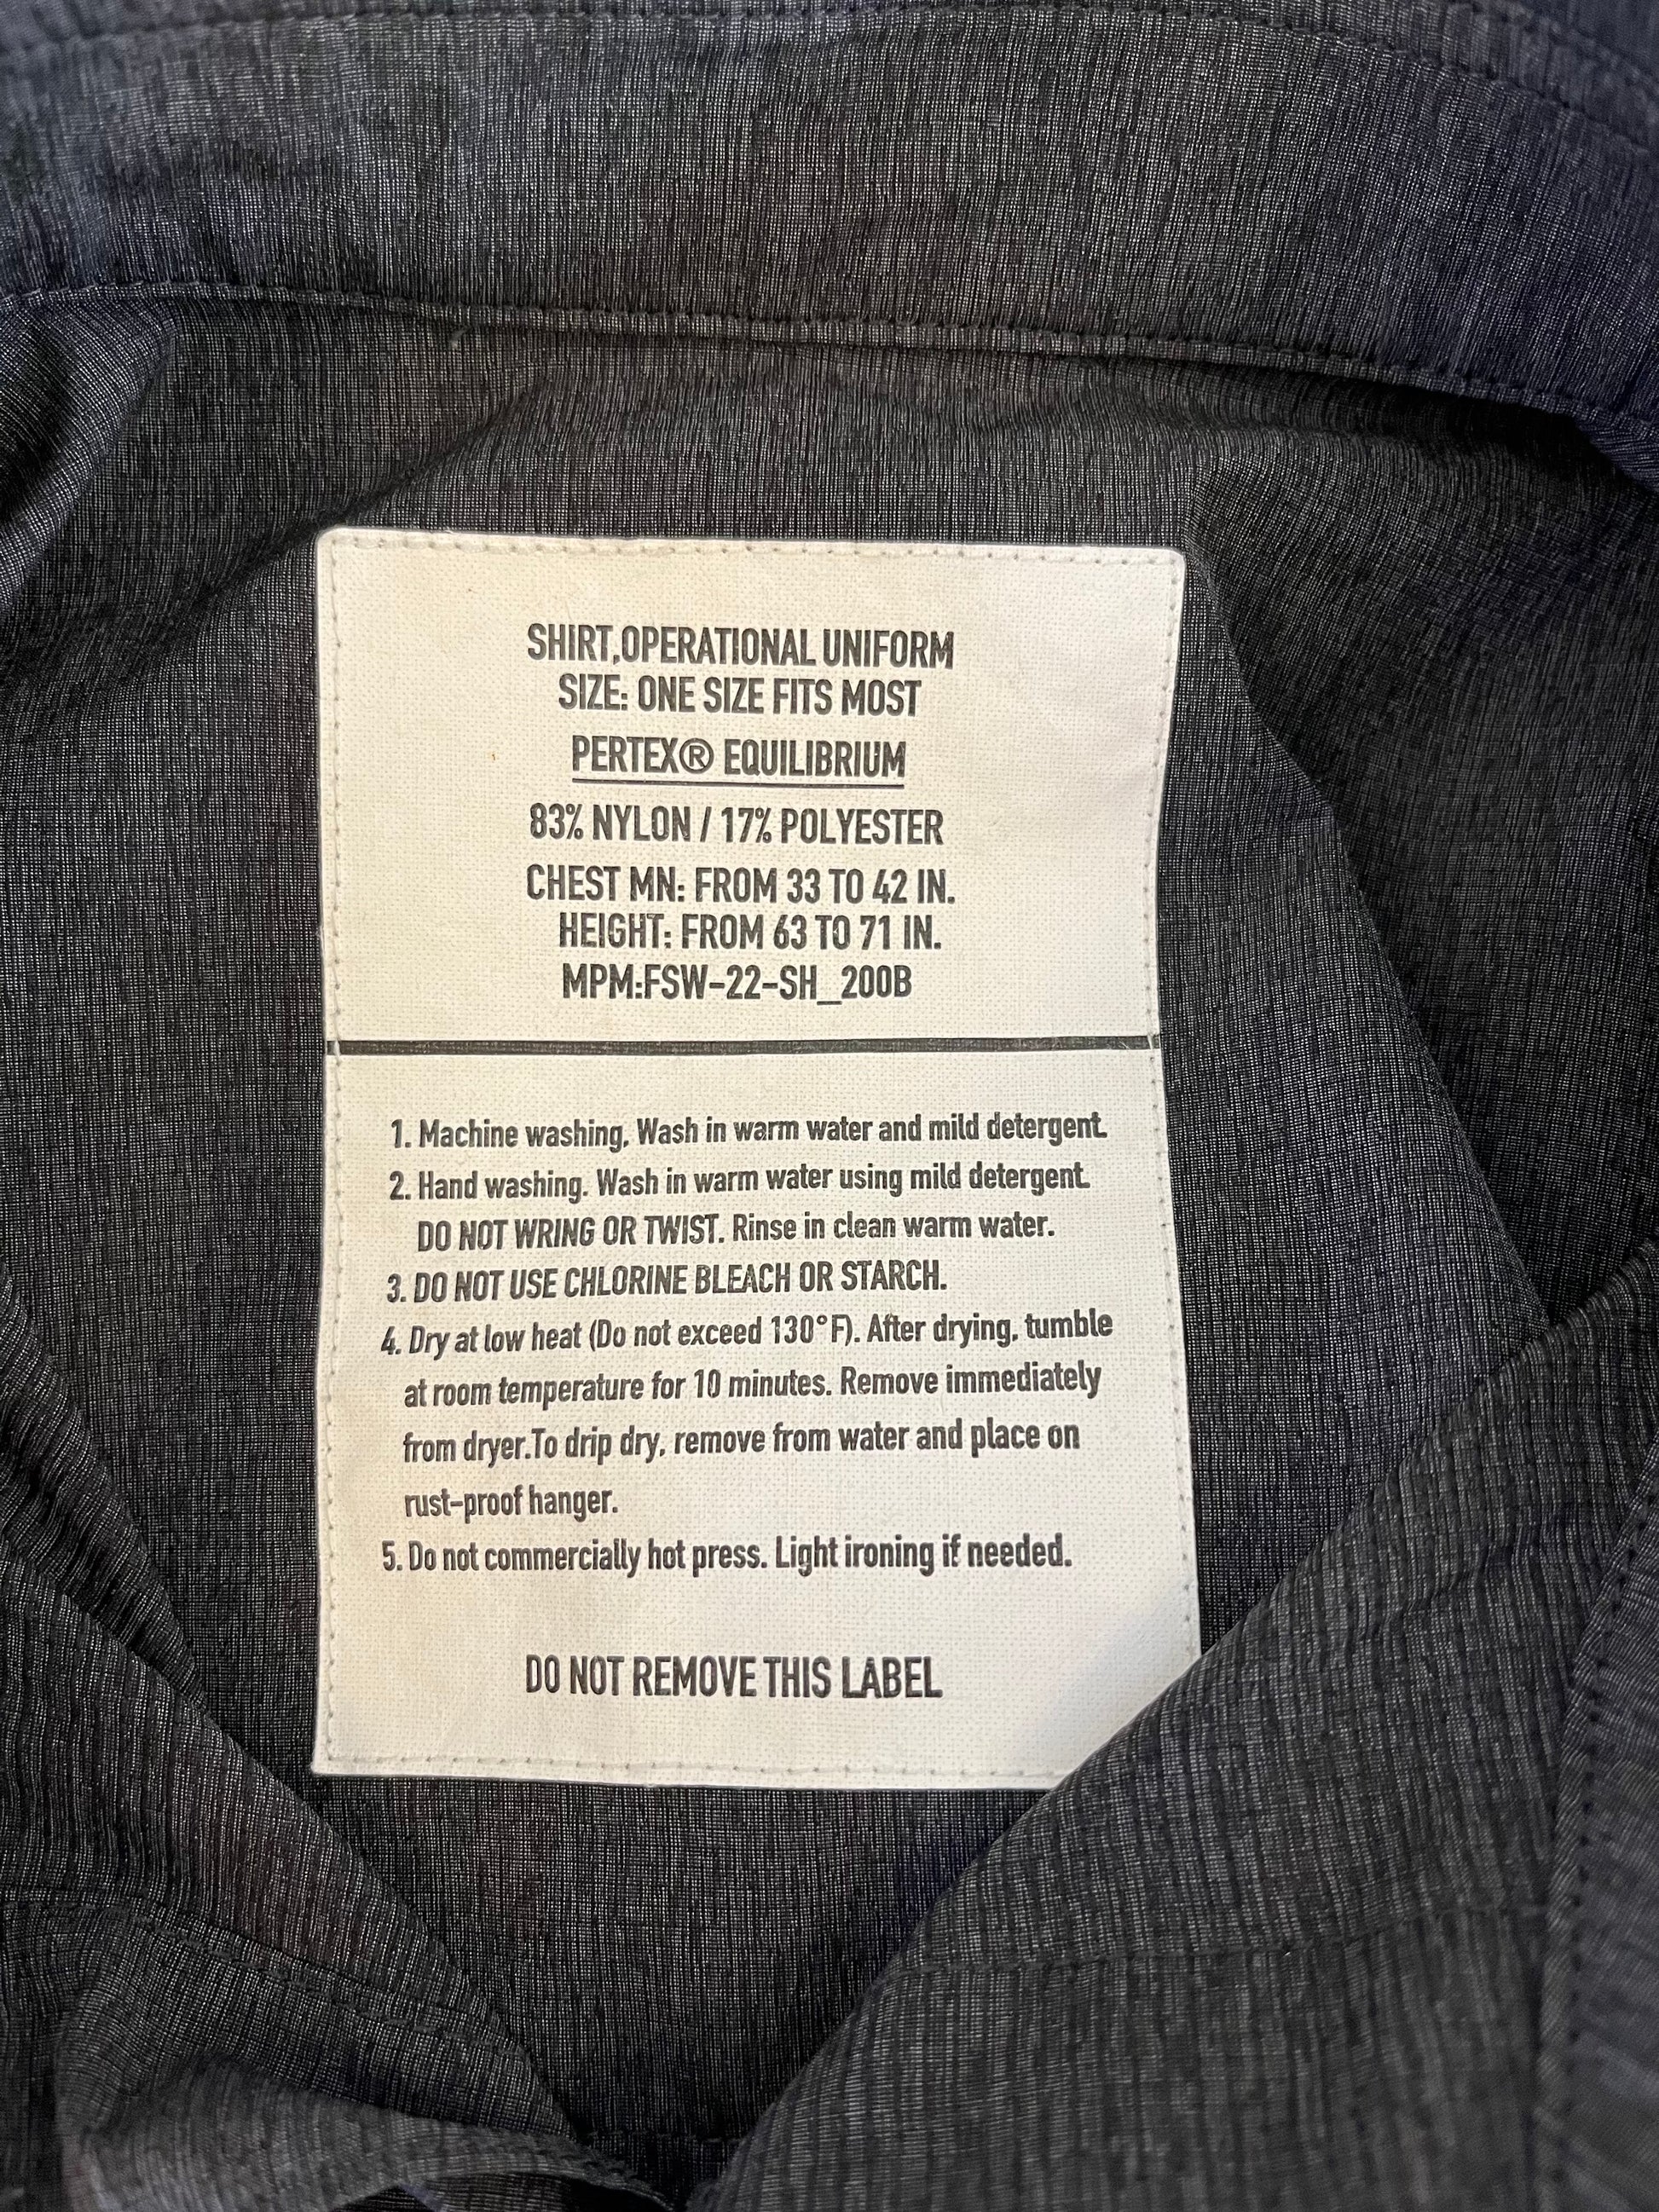 SHIRT,OPERATIONAL UNIFORM
SIZE: ONE SIZE FITS MOST
PERTEX® EQUILIBRIUM
83% NYLON / 17% POLYESTER
CHEST MN: FROM 33 TO 42 IN.
HEIGHT: FROM 63 TO 71 IN.
MPM:FSW-22-SH_200B
1. Machine washing, Wash in warm water and mild detergent.
2. Hand washing. Wash in warm water using mild detergent.
DO NOT WRING OR TWIST. Rinse in clean warm water.
3. DO NOT USE CHLORINE BLEACH OR STARCH.
4. Dry at low heat (Do not exceed 130°F). After drying, tumble
at room temperature for 10 minutes. Remove immediately
from dryer.To drip dry, remove from water and place on
rust-proof hanger.
5. Do not commercially hot press. Light ironing if needed.
DO NOT REMOVE THIS LABEL